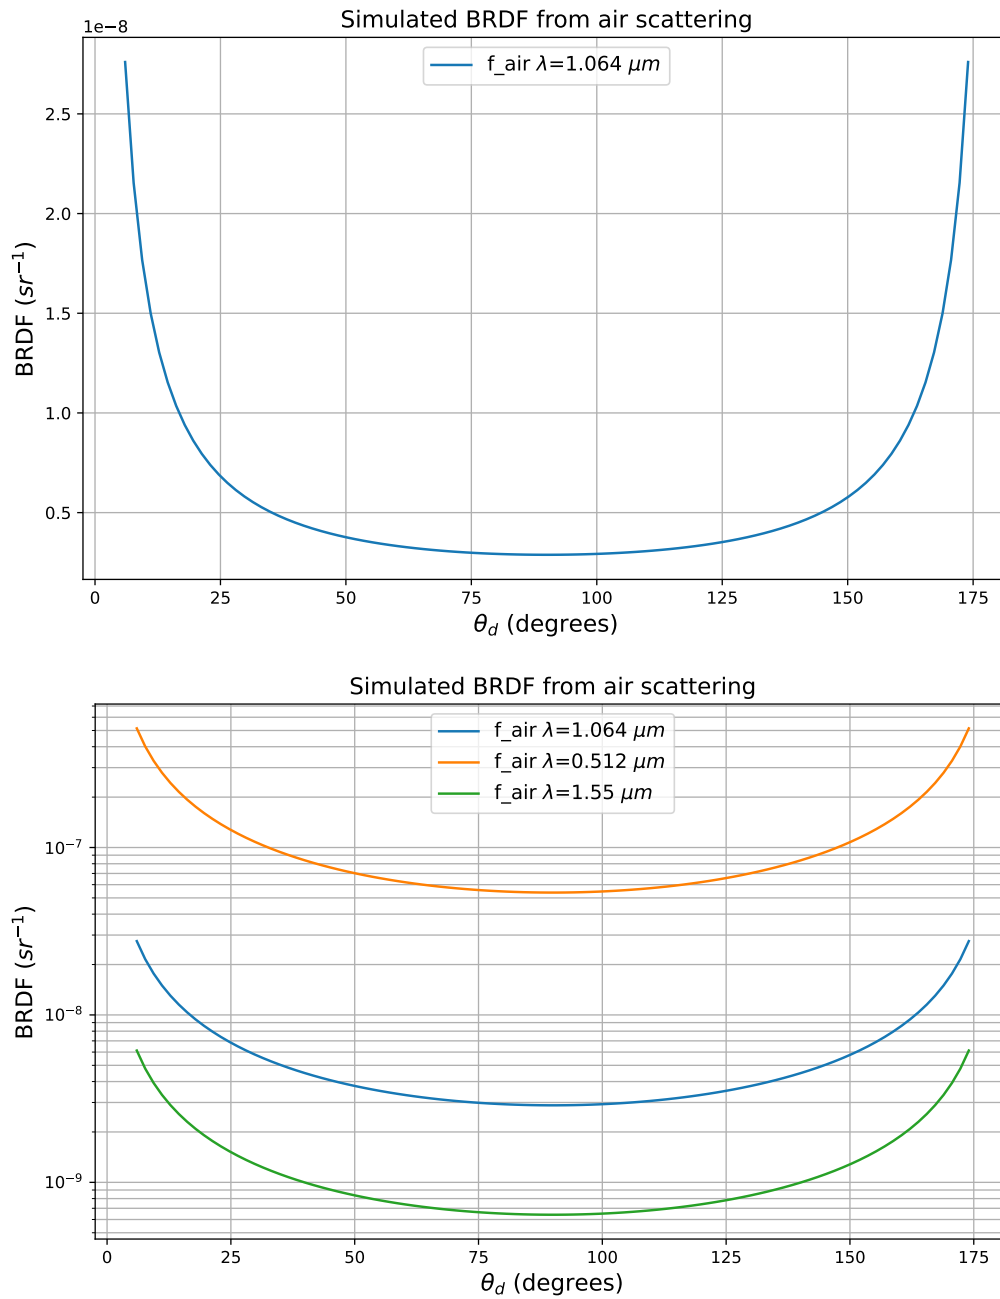 Simulated BRDF from air scattering
1e−8
f_air λ=1.064 μm
2.5
2.0
1.5
1.0
0.5
BRDF (sr⁻¹)
0 25 50 75 100 125 150 175
θd (degrees)
Simulated BRDF from air scattering
f_air λ=1.064 μm
f_air λ=0.512 μm
f_air λ=1.55 μm
10⁻⁷
10⁻⁸
10⁻⁹
BRDF (sr⁻¹)
0 25 50 75 100 125 150 175
θd (degrees)